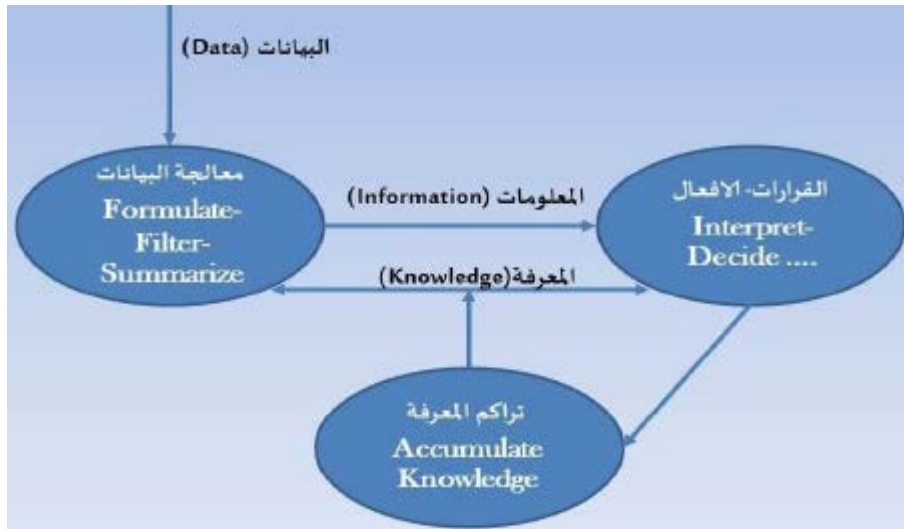 البيانات (Data)
معالجة البيانات
Formulate-
Filter-
Summarize
المعلومات (Information)
القرارات- الافعال
Interpret-
Decide ....
المعرفة(Knowledge)
تراكم المعرفة
Accumulate
Knowledge